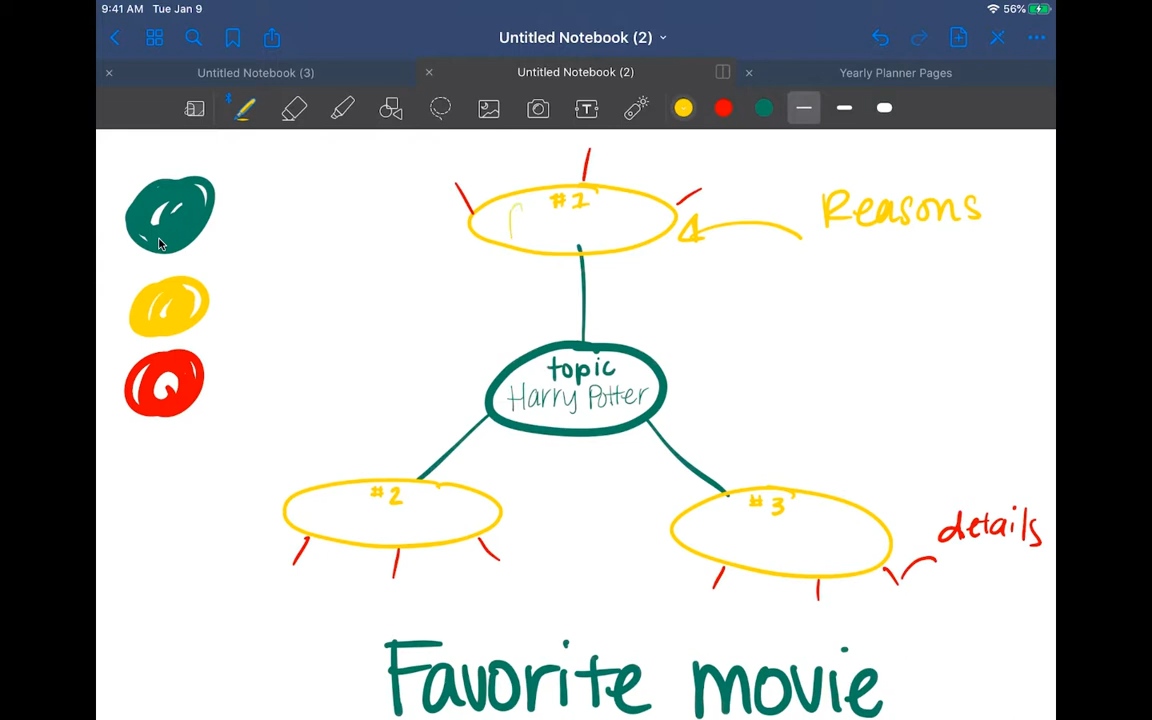 9:41 AM Tue Jan 9
56%
Untitled Notebook (2)
Untitled Notebook (3)
Untitled Notebook (2)
Yearly Planner Pages
#1
Reasons
topic
Harry Potter
#2
#3
details
Favorite movie